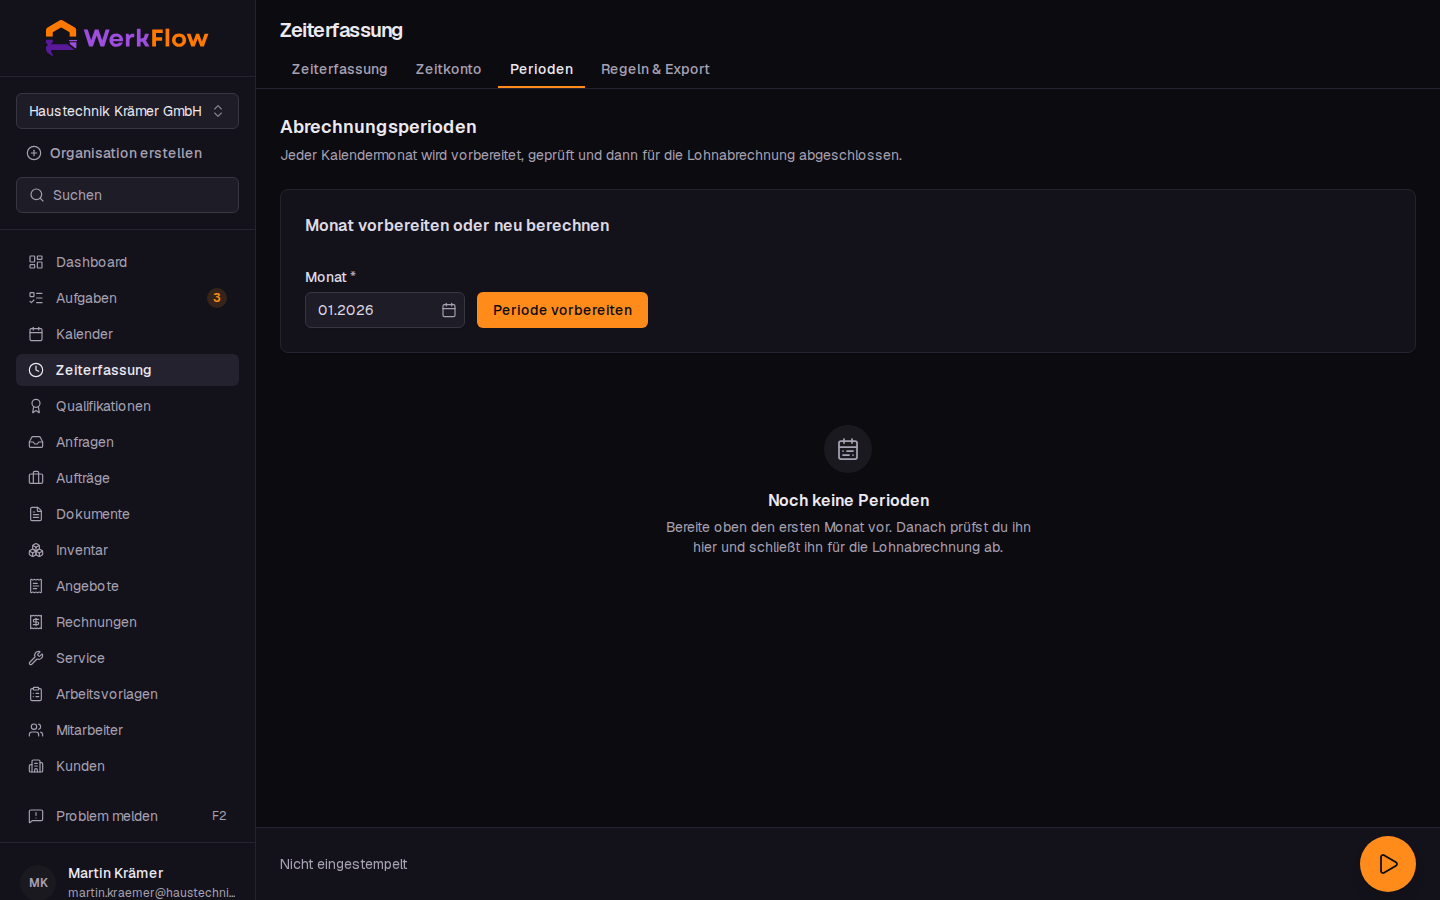 WerkFlow
Haustechnik Krämer GmbH
Organisation erstellen
Suchen
Dashboard
Aufgaben 3
Kalender
Zeiterfassung
Qualifikationen
Anfragen
Aufträge
Dokumente
Inventar
Angebote
Rechnungen
Service
Arbeitsvorlagen
Mitarbeiter
Kunden
Problem melden F2
MK
Martin Krämer
martin.kraemer@haustechni...
Zeiterfassung
Zeiterfassung Zeitkonto Perioden Regeln & Export
Abrechnungsperioden
Jeder Kalendermonat wird vorbereitet, geprüft und dann für die Lohnabrechnung abgeschlossen.
Monat vorbereiten oder neu berechnen
Monat *
01.2026 Periode vorbereiten
Noch keine Perioden
Bereite oben den ersten Monat vor. Danach prüfst du ihn
hier und schließt ihn für die Lohnabrechnung ab.
Nicht eingestempelt